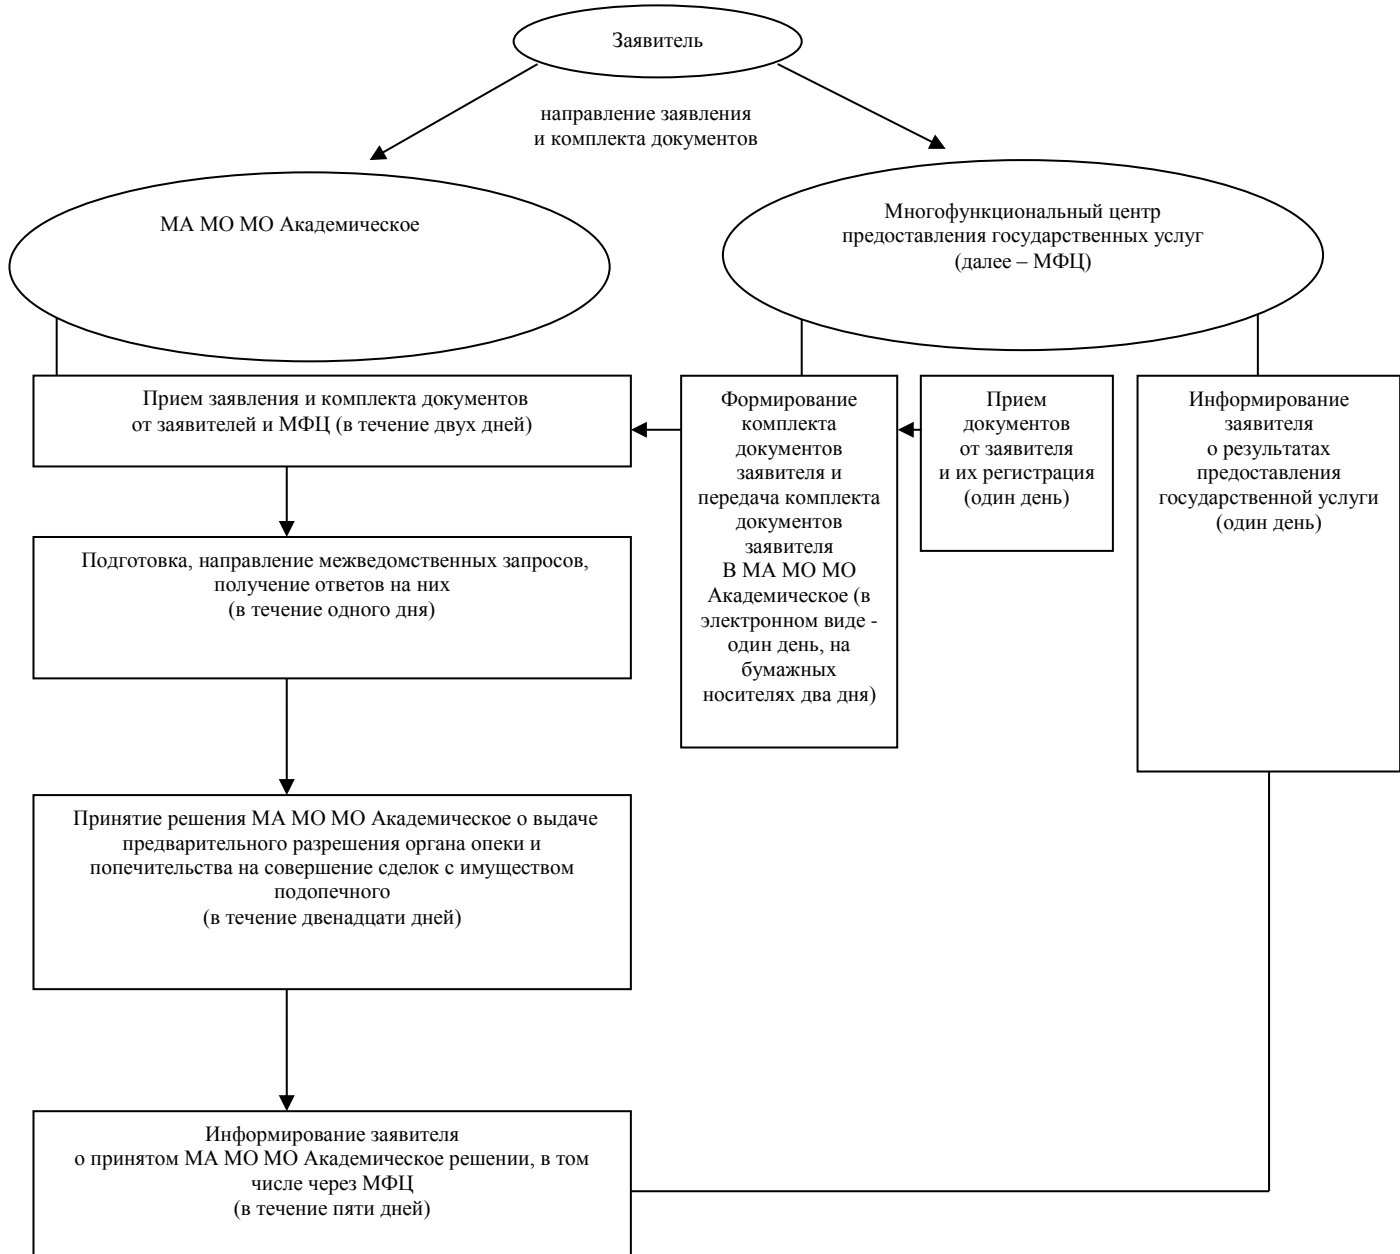 Заявитель
направление заявления
и комплекта документов
МА МО МО Академическое
Многофункциональный центр
предоставления государственных услуг
(далее – МФЦ)
Прием заявления и комплекта документов
от заявителей и МФЦ (в течение двух дней)
Формирование
комплекта
документов
заявителя и
передача комплекта
документов
заявителя
В МА МО МО
Академическое (в
электронном виде -
один день, на
бумажных
носителях два дня)
Прием
документов
от заявителя
и их регистрация
(один день)
Информирование
заявителя
о результатах
предоставления
государственной услуги
(один день)
Подготовка, направление межведомственных запросов,
получение ответов на них
(в течение одного дня)
Принятие решения МА МО МО Академическое о выдаче
предварительного разрешения органа опеки и
попечительства на совершение сделок с имуществом
подопечного
(в течение двенадцати дней)
Информирование заявителя
о принятом МА МО МО Академическое решении, в том
числе через МФЦ
(в течение пяти дней)